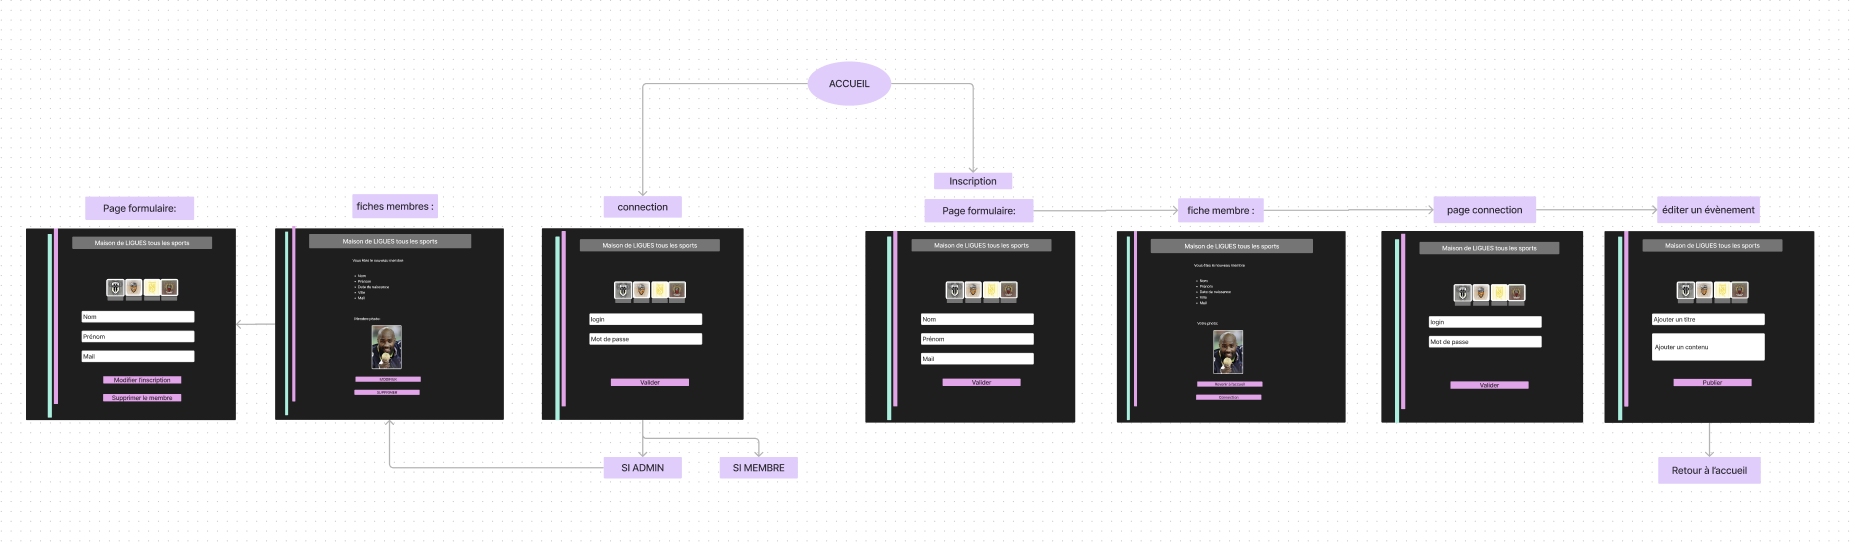 ACCUEIL
Page formulaire:
Maison de LIGUES tous les sports
Nom
Prénom
Mail
Modifier l'inscription
Supprimer le membre
fiches membres :
Maison de LIGUES tous les sports
Vous êtes le nouveau membre
Nom
Prénom
Date de naissance
Ville
Mail
SUPPRIMER
connection
Maison de LIGUES tous les sports
login
Mot de passe
Valider
SI ADMIN
SI MEMBRE
Inscription
Page formulaire:
Maison de LIGUES tous les sports
Nom
Prénom
Mail
Valider
fiche membre :
Maison de LIGUES tous les sports
Vous êtes le nouveau membre
Nom
Prénom
Date de naissance
Ville
Mail
Votre photo:
Revenir à l'accueil
Connection
page connection
Maison de LIGUES tous les sports
login
Mot de passe
Valider
éditer un évènement
Maison de LIGUES tous les sports
Ajouter un titre
Ajouter un contenu
Publier
Retour à l'accueil